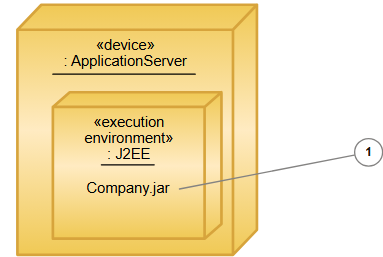 «device»
: ApplicationServer
«execution
environment»
: J2EE
Company.jar
1